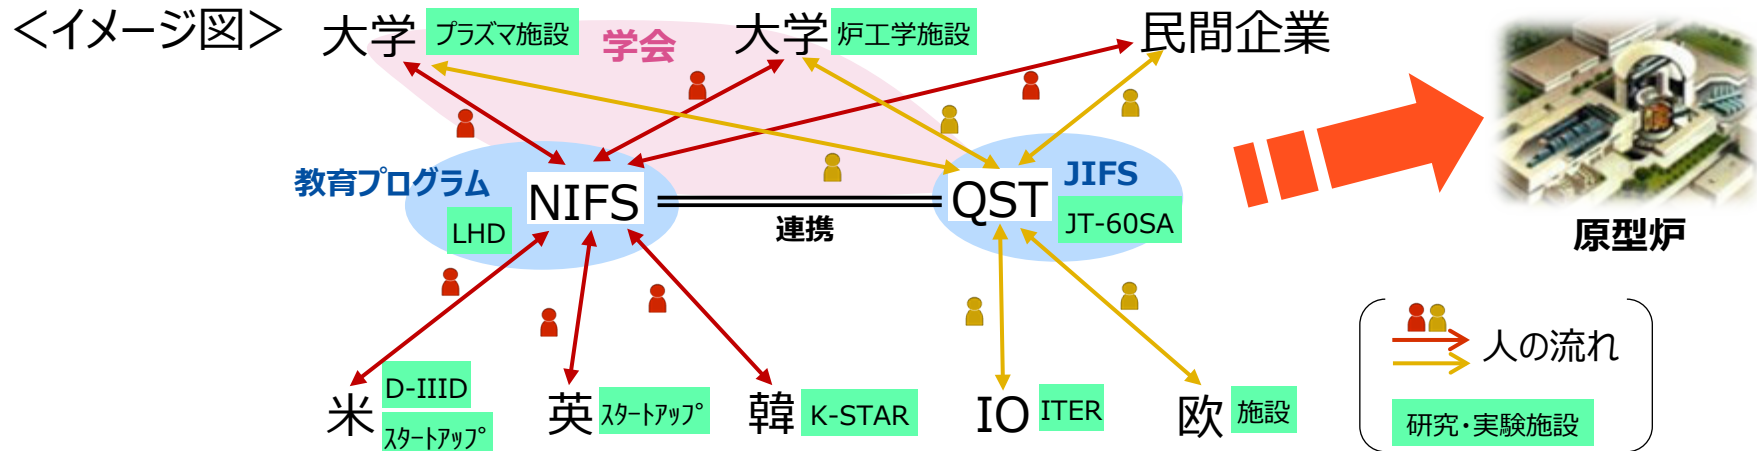 ＜イメージ図＞
大学 プラズマ施設
学会
大学 炉工学施設
民間企業
教育プログラム
NIFS
LHD
連携
QST
JIFS
JT-60SA
原型炉
米 D-IIID
ｽﾀｰﾄｱｯﾌﾟ
英 ｽﾀｰﾄｱｯﾌﾟ
韓 K-STAR
IO ITER
欧 施設
人の流れ
研究・実験施設